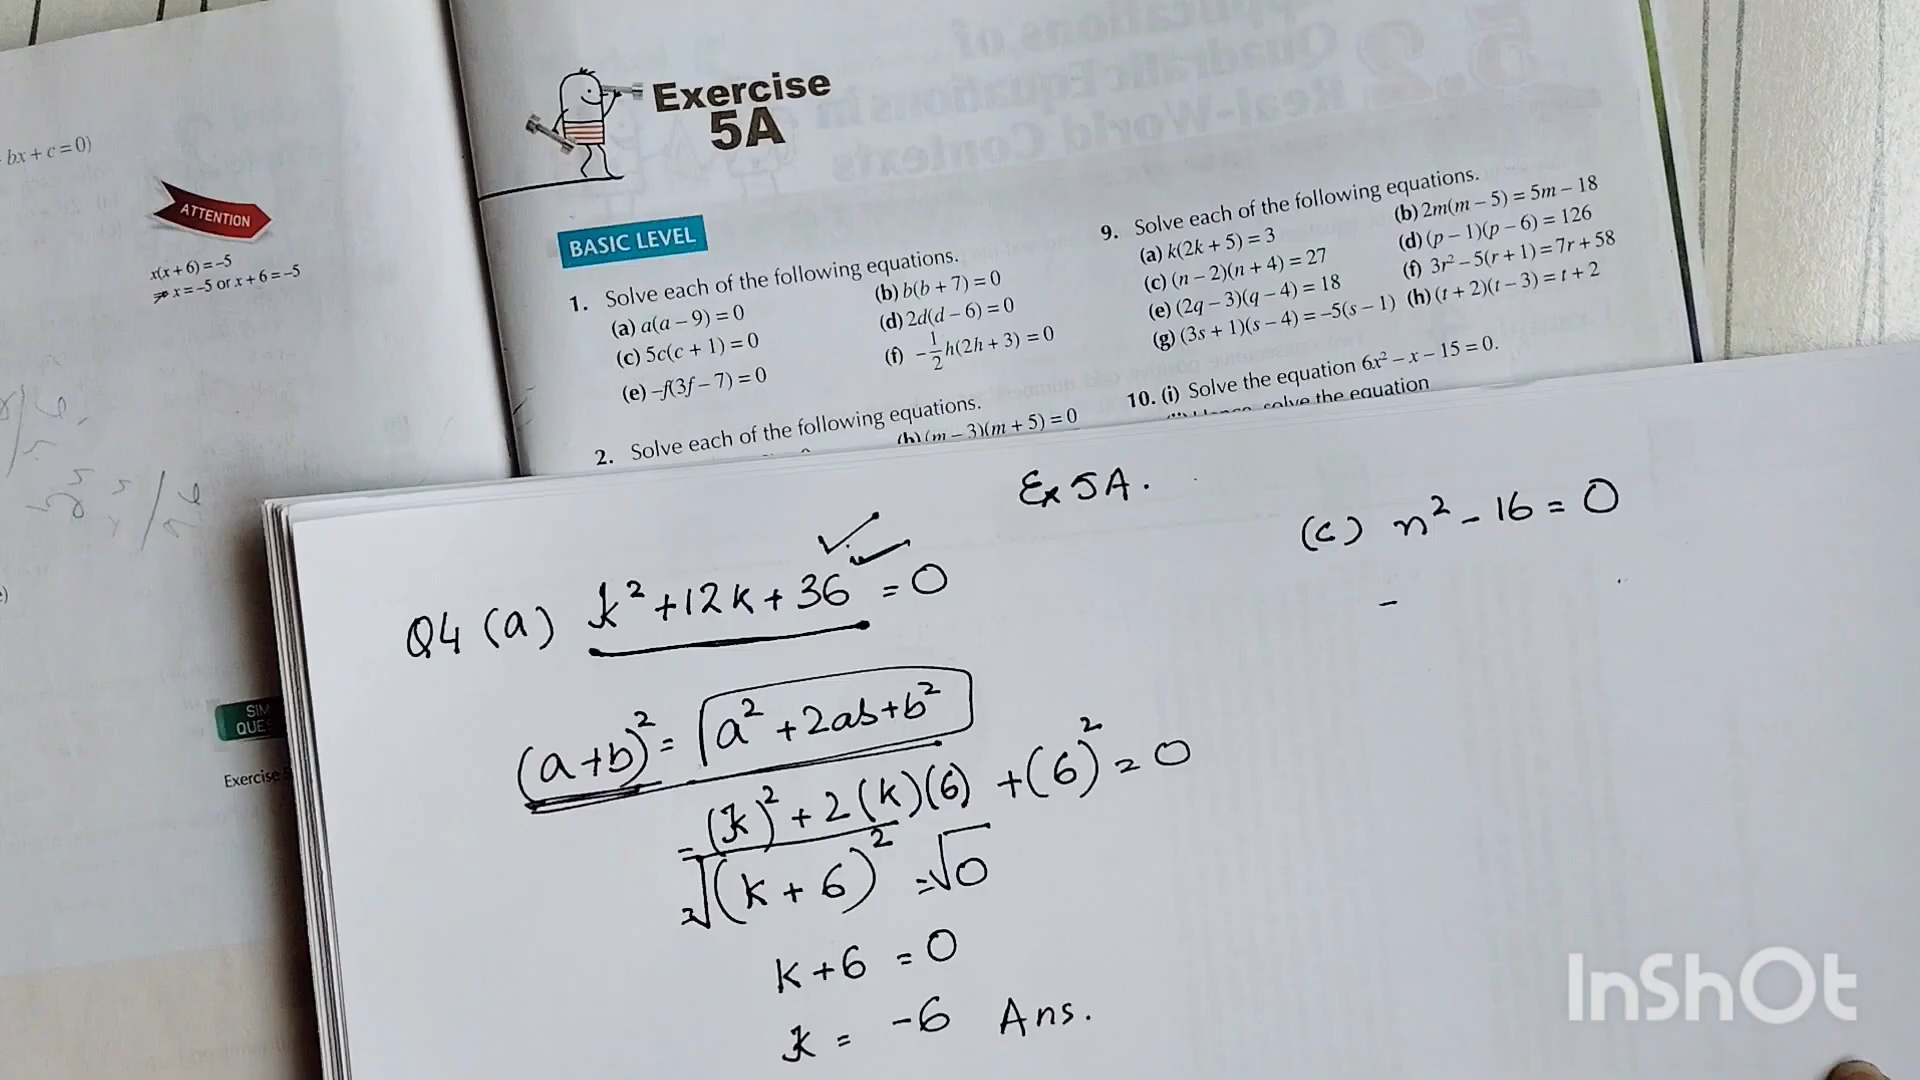 bx + c = 0)
ATTENTION
x(x + 6) = −5
⇏ x = −5 or x + 6 = −5
SIM
QUES
Exercise
Exercise
5A
BASIC LEVEL
1. Solve each of the following equations.
(a) a(a − 9) = 0 (b) b(b + 7) = 0
(c) 5c(c + 1) = 0 (d) 2d(d − 6) = 0
(e) −f(3f − 7) = 0 (f) −1/2 h(2h + 3) = 0
2. Solve each of the following equations.
(b) (m − 3)(m + 5) = 0
9. Solve each of the following equations.
(a) k(2k + 5) = 3 (b) 2m(m − 5) = 5m − 18
(c) (n − 2)(n + 4) = 27 (d) (p − 1)(p − 6) = 126
(e) (2q − 3)(q − 4) = 18 (f) 3r² − 5(r + 1) = 7r + 58
(g) (3s + 1)(s − 4) = −5(s − 1) (h) (t + 2)(t − 3) = t + 2
10. (i) Solve the equation 6x² − x − 15 = 0.
solve the equation
Ex 5A.
Q4 (a) k² + 12k + 36 = 0
(a+b)² = a² + 2ab + b²
= (k)² + 2(k)(6) + (6)² = 0
√(k + 6)² = √0
k + 6 = 0
k = -6 Ans.
(c) n² - 16 = 0
-
InShOt